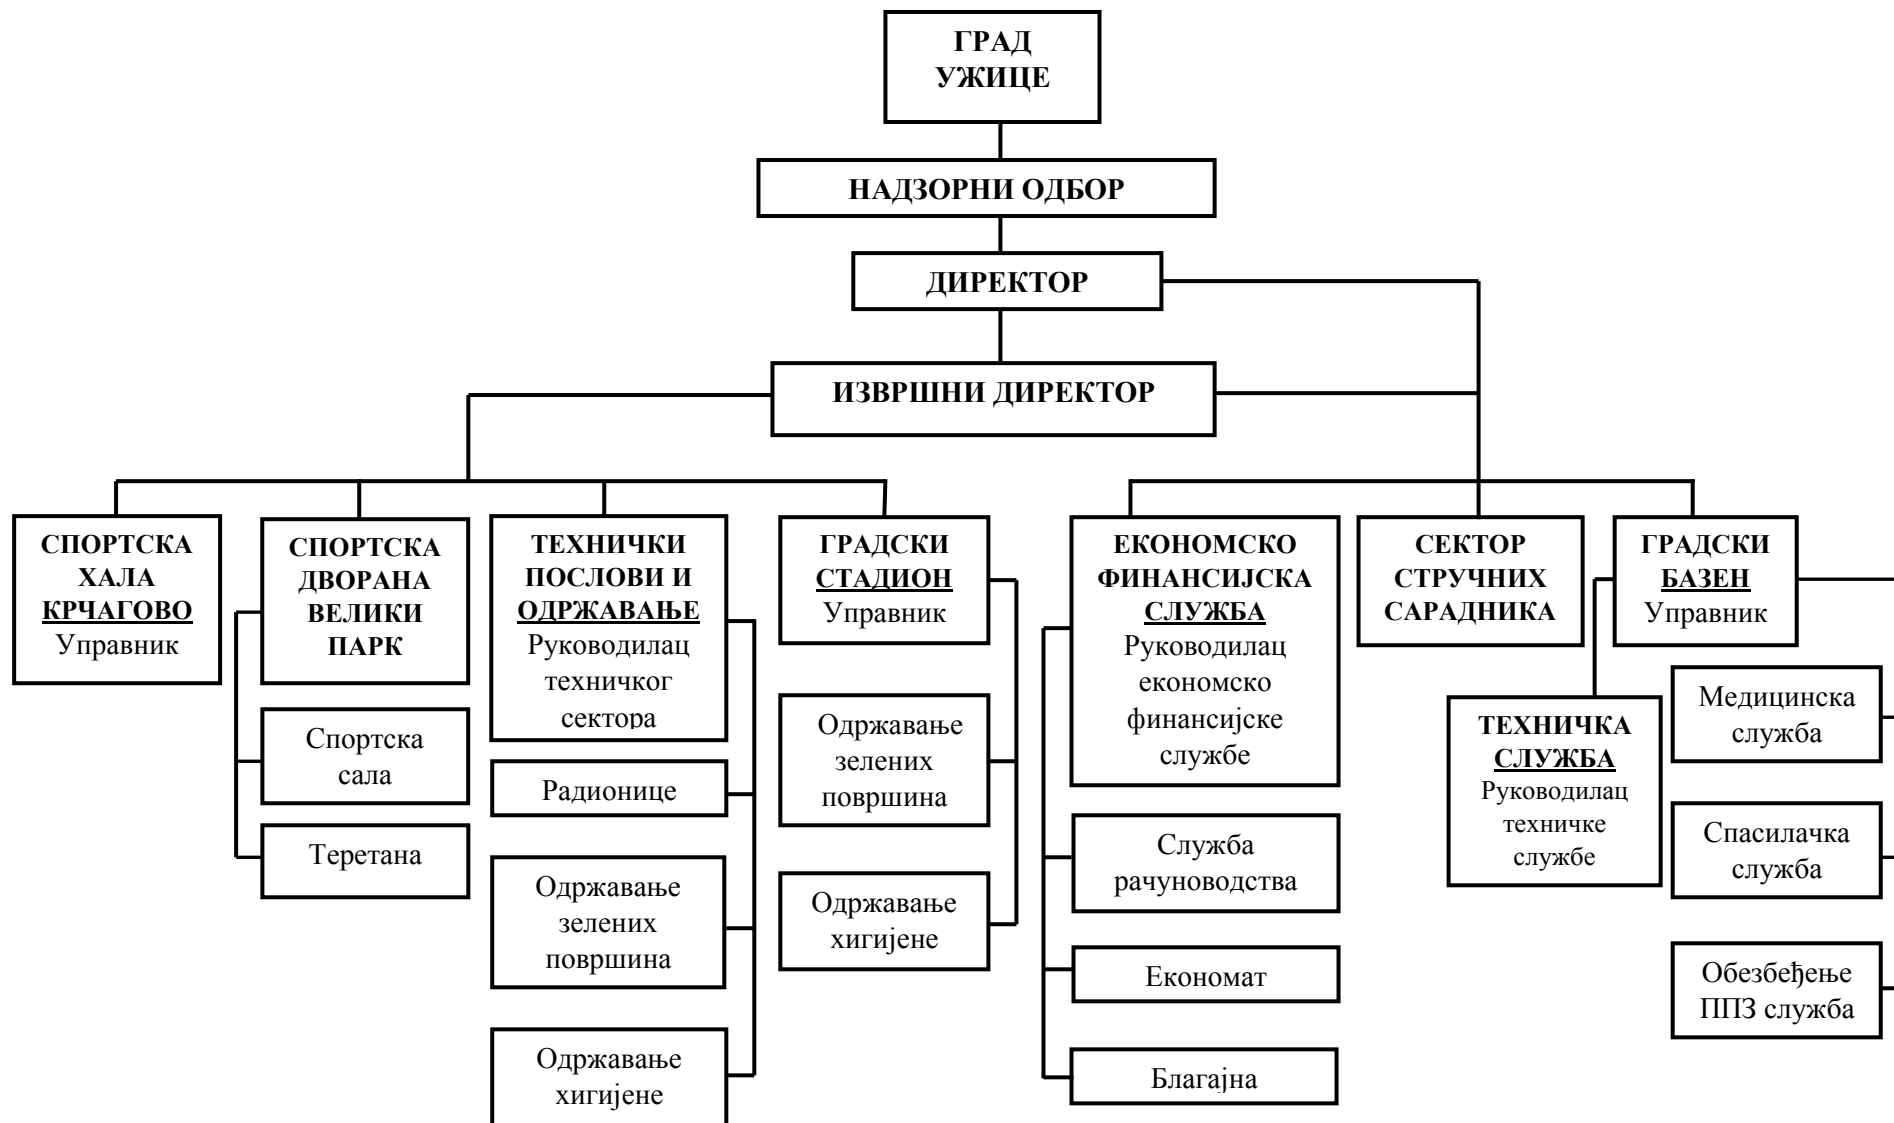 ГРАД
УЖИЦЕ
НАДЗОРНИ ОДБОР
ДИРЕКТОР
ИЗВРШНИ ДИРЕКТОР
СПОРТСКА
ХАЛА
КРЧАГОВО
Управник
СПОРТСКА
ДВОРАНА
ВЕЛИКИ
ПАРК
Спортска
сала
Теретана
ТЕХНИЧКИ
ПОСЛОВИ И
ОДРЖАВАЊЕ
Руководилац
техничког
сектора
Радионице
Одржавање
зелених
површина
Одржавање
хигијене
ГРАДСКИ
СТАДИОН
Управник
Одржавање
зелених
површина
Одржавање
хигијене
ЕКОНОМСКО
ФИНАНСИЈСКА
СЛУЖБА
Руководилац
економско
финансијске
службе
Служба
рачуноводства
Економат
Благајна
СЕКТОР
СТРУЧНИХ
САРАДНИКА
ГРАДСКИ
БАЗЕН
Управник
ТЕХНИЧКА
СЛУЖБА
Руководилац
техничке
службе
Медицинска
служба
Спасилачка
служба
Обезбеђење
ППЗ служба